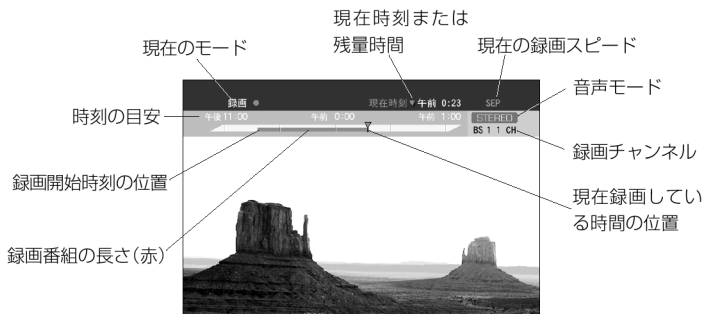 現在時刻または
残量時間
現在のモード
現在の録画スピード
音声モード
録画 ● 現在時刻▼午前 0:23 SEP
時刻の目安
午後11:00 午前 0:00 午前 1:00 STEREO
BS 1 1 CH
録画チャンネル
録画開始時刻の位置
現在録画してい
る時間の位置
録画番組の長さ(赤)